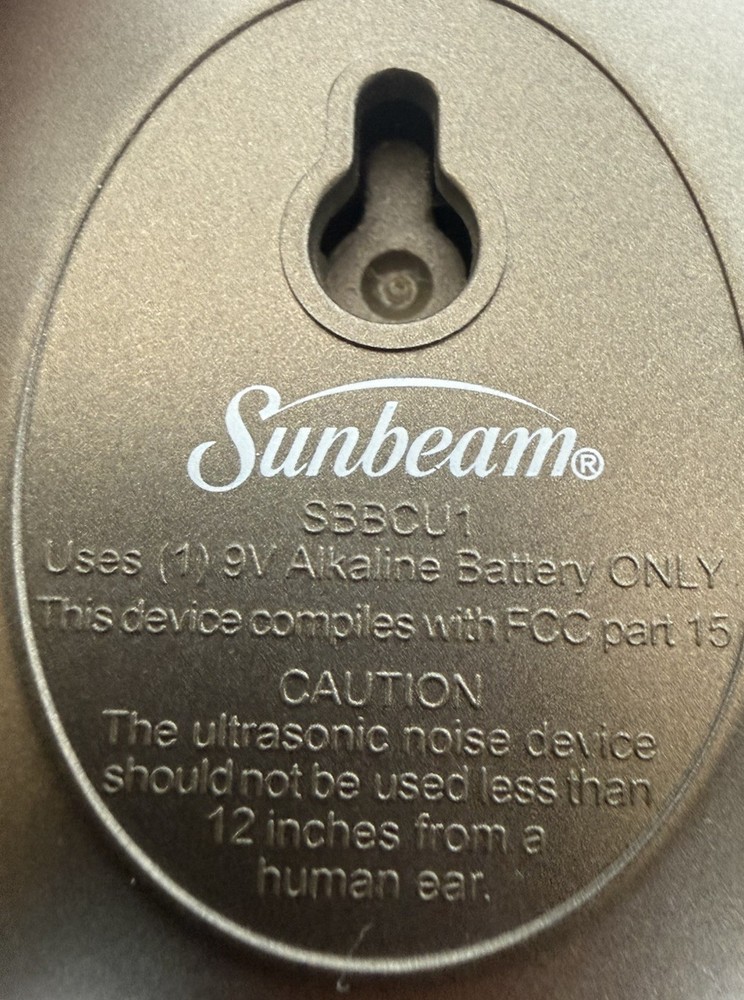 Sunbeam®
SBBCU1
Uses (1) 9V Alkaline Battery ONLY
This device compiles with FCC part 15
CAUTION
The ultrasonic noise device
should not be used less than
12 inches from a
human ear.